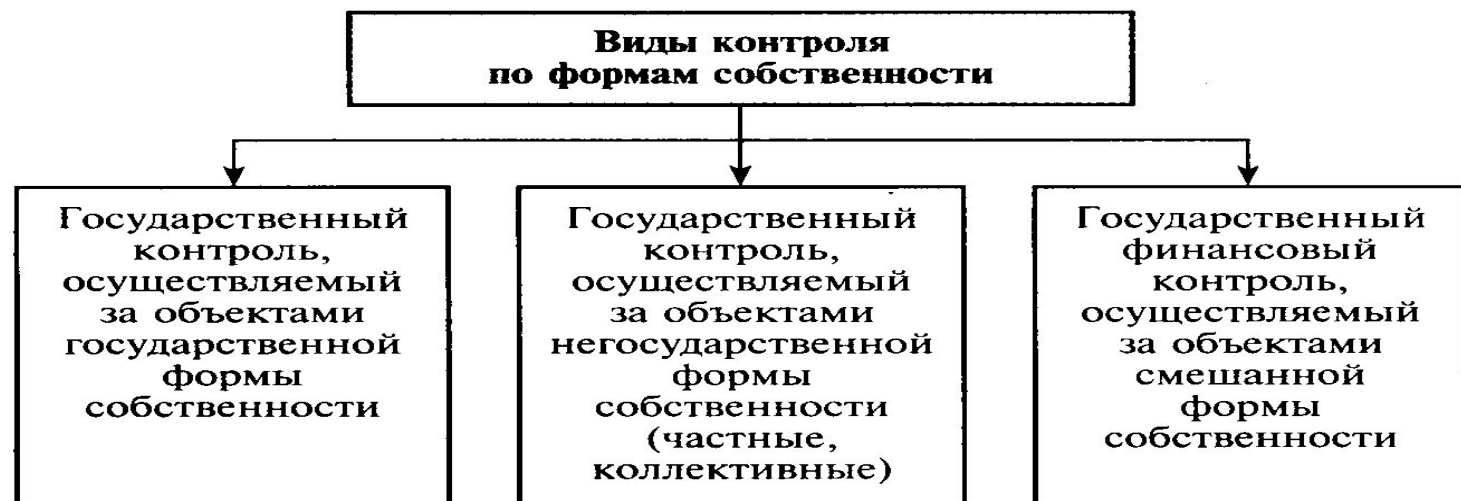 Виды контроля
по формам собственности
Государственный
контроль,
осуществляемый
за объектами
государственной
формы
собственности
Государственный
контроль,
осуществляемый
за объектами
негосударственной
формы
собственности
(частные,
коллективные)
Государственный
финансовый
контроль,
осуществляемый
за объектами
смешанной
формы
собственности